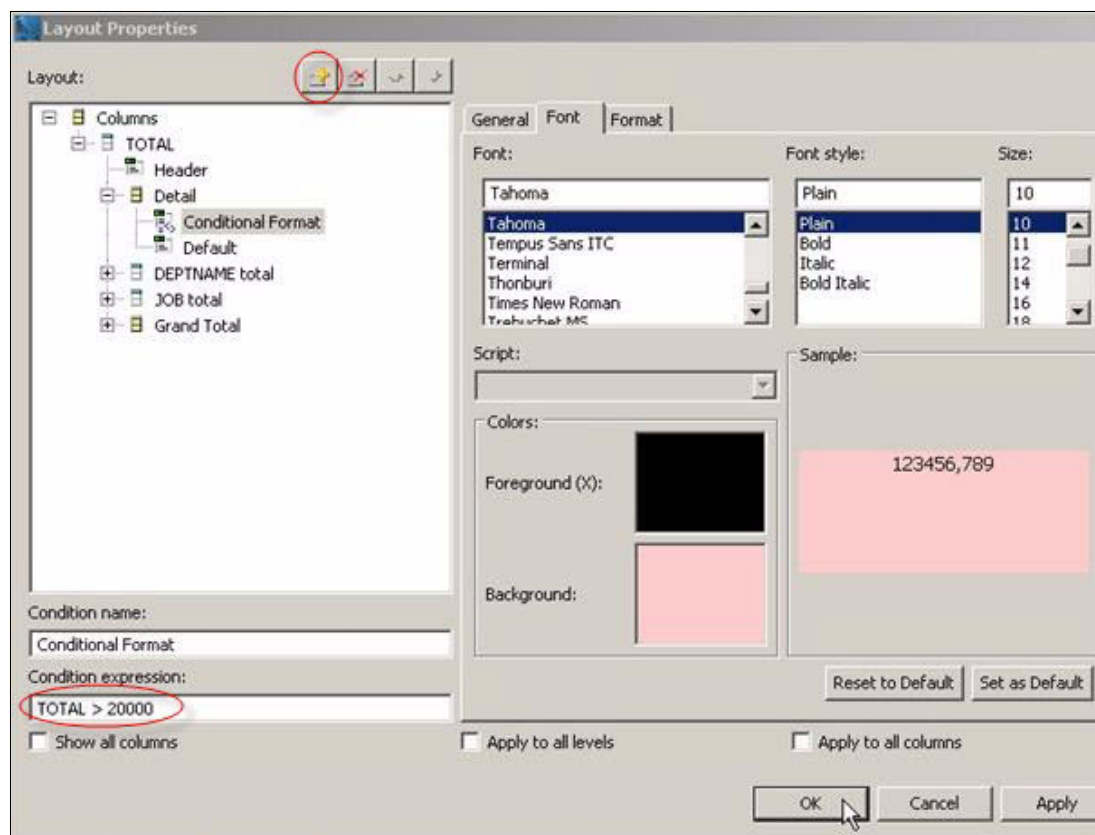 Layout Properties
Layout:
Columns
TOTAL
Header
Detail
Conditional Format
Default
DEPTNAME total
JOB total
Grand Total
Condition name:
Conditional Format
Condition expression:
TOTAL > 20000
Show all columns
General Font Format
Font: Font style: Size:
Tahoma Plain 10
Tahoma Plain 10
Tempus Sans ITC Bold 11
Terminal Italic 12
Thonburi Bold Italic 14
Times New Roman 16
Trebuchet MS 18
Script: Sample:
Colors:
123456,789
Foreground (X):
Background:
Reset to Default Set as Default
Apply to all levels Apply to all columns
OK Cancel Apply